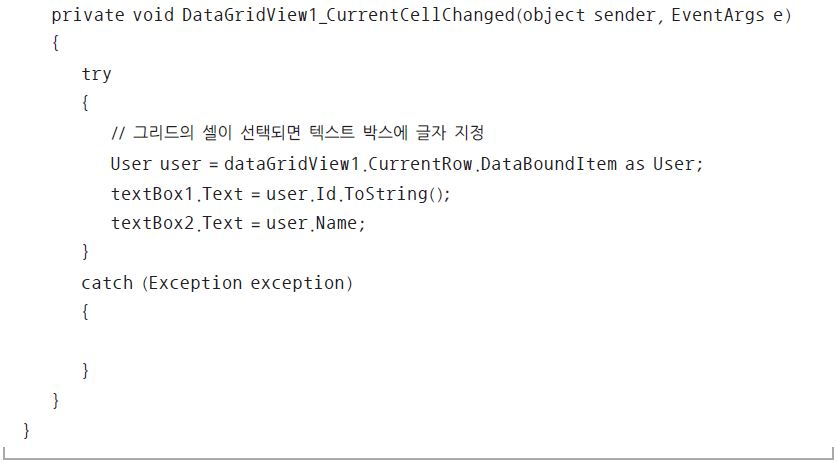 private void DataGridView1_CurrentCellChanged(object sender, EventArgs e)
{
try
{
// 그리드의 셀이 선택되면 텍스트 박스에 글자 지정
User user = dataGridView1.CurrentRow.DataBoundItem as User;
textBox1.Text = user.Id.ToString();
textBox2.Text = user.Name;
}
catch (Exception exception)
{
}
}
}